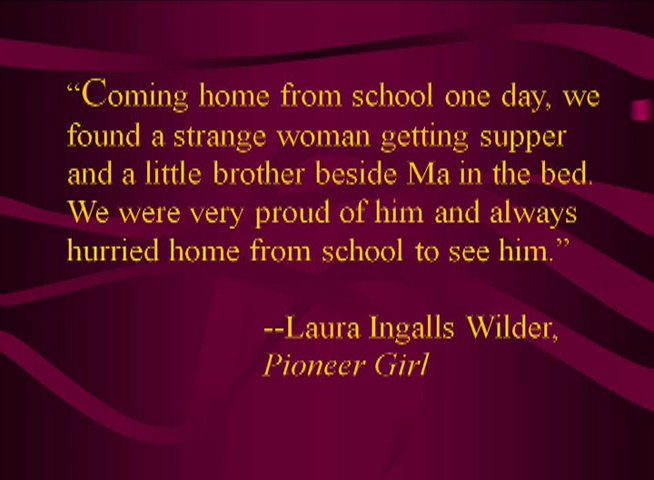 “Coming home from school one day, we
found a strange woman getting supper
and a little brother beside Ma in the bed.
We were very proud of him and always
hurried home from school to see him.”
--Laura Ingalls Wilder,
Pioneer Girl